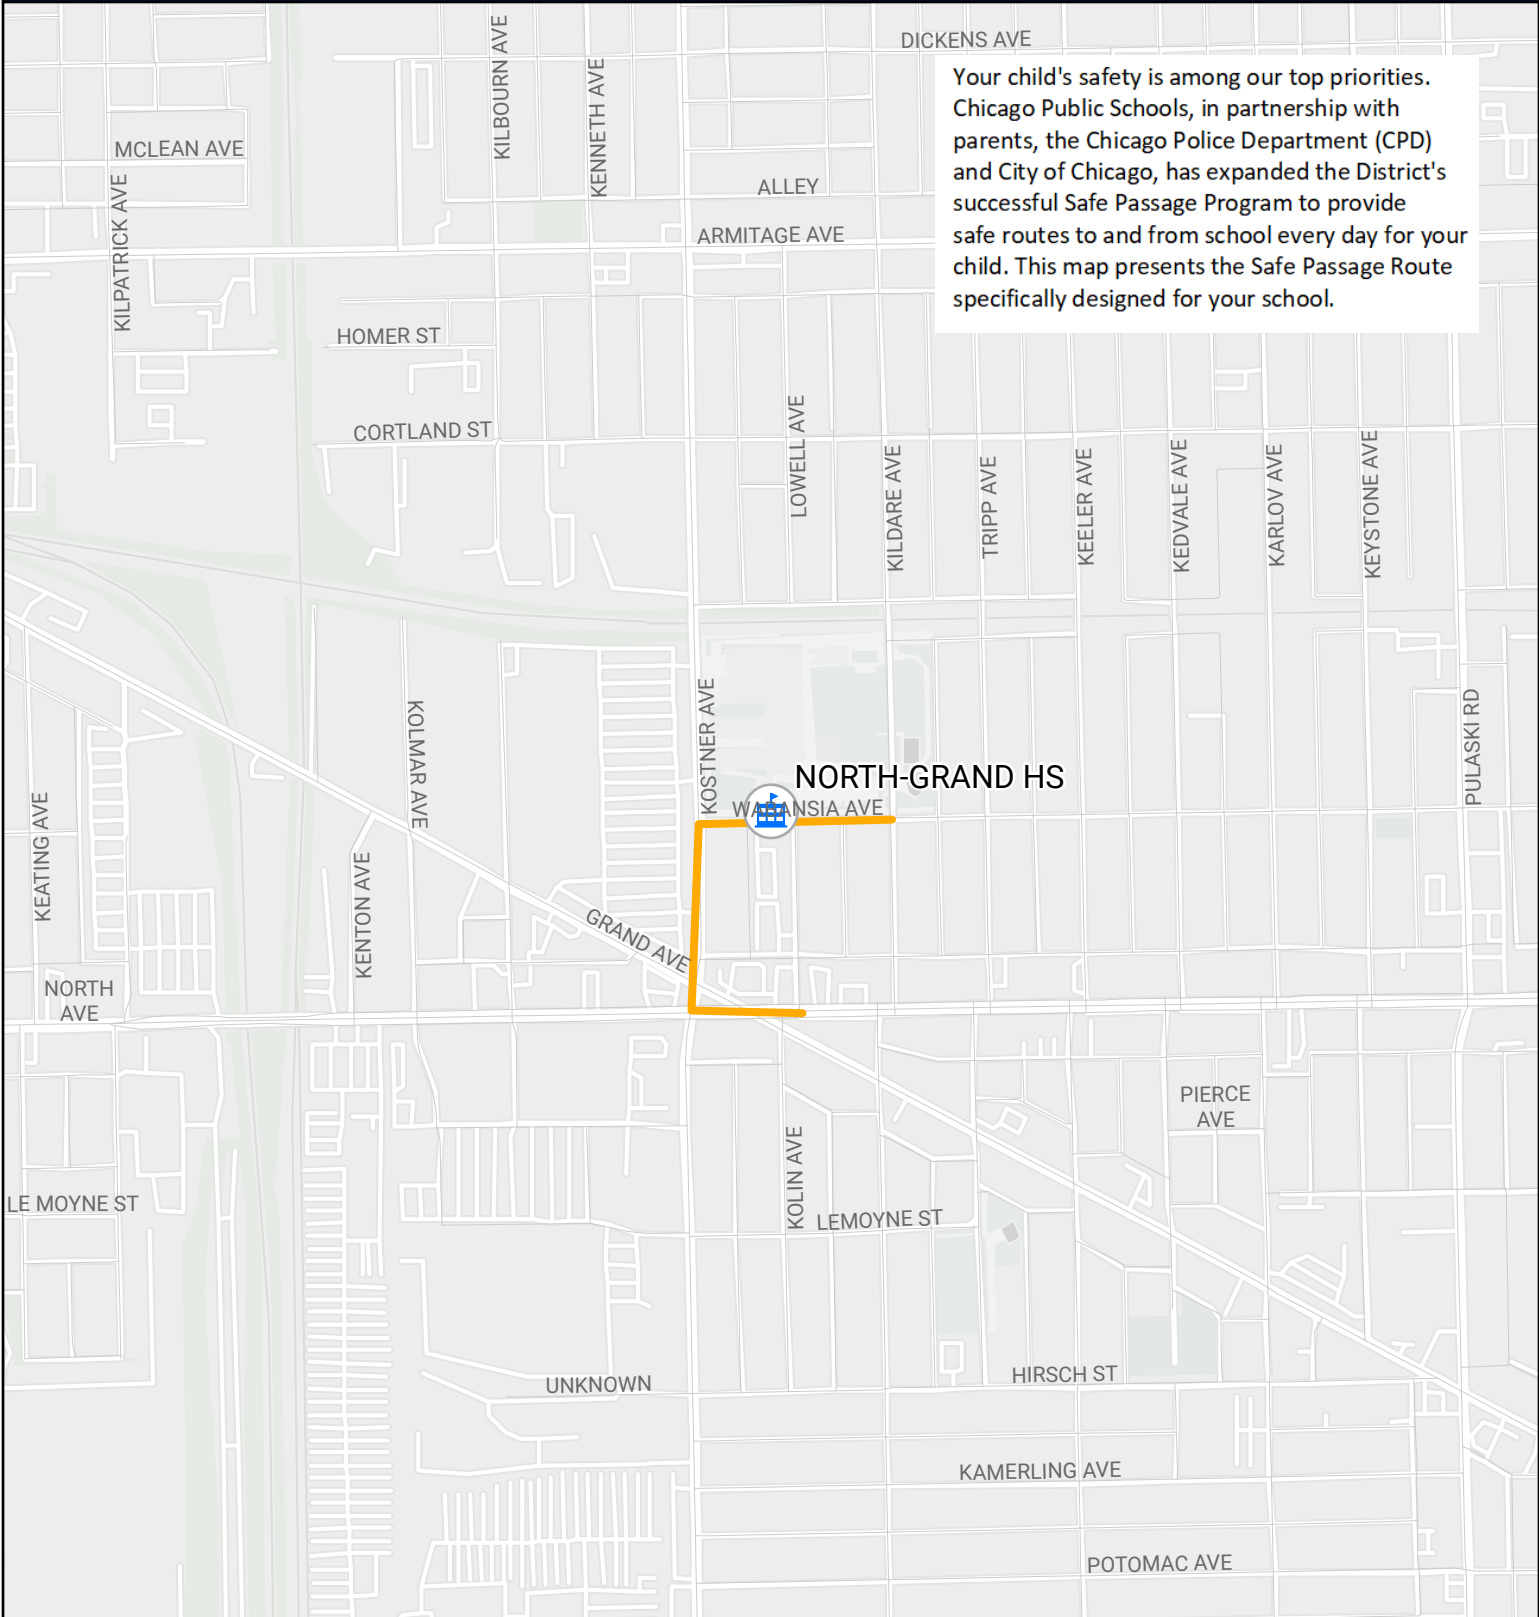 DICKENS AVE
Your child's safety is among our top priorities.
Chicago Public Schools, in partnership with
parents, the Chicago Police Department (CPD)
and City of Chicago, has expanded the District's
successful Safe Passage Program to provide
safe routes to and from school every day for your
child. This map presents the Safe Passage Route
specifically designed for your school.
KILBOURN AVE
KENNETH AVE
MCLEAN AVE
KILPATRICK AVE
ALLEY
ARMITAGE AVE
HOMER ST
CORTLAND ST
LOWELL AVE
KILDARE AVE
TRIPP AVE
KEELER AVE
KEDVALE AVE
KARLOV AVE
KEYSTONE AVE
KOSTNER AVE
KOLMAR AVE
PULASKI RD
NORTH-GRAND HS
WABANSIA AVE
KEATING AVE
KENTON AVE
GRAND AVE
NORTH
AVE
PIERCE
AVE
KOLIN AVE
LE MOYNE ST
LEMOYNE ST
UNKNOWN
HIRSCH ST
KAMERLING AVE
POTOMAC AVE